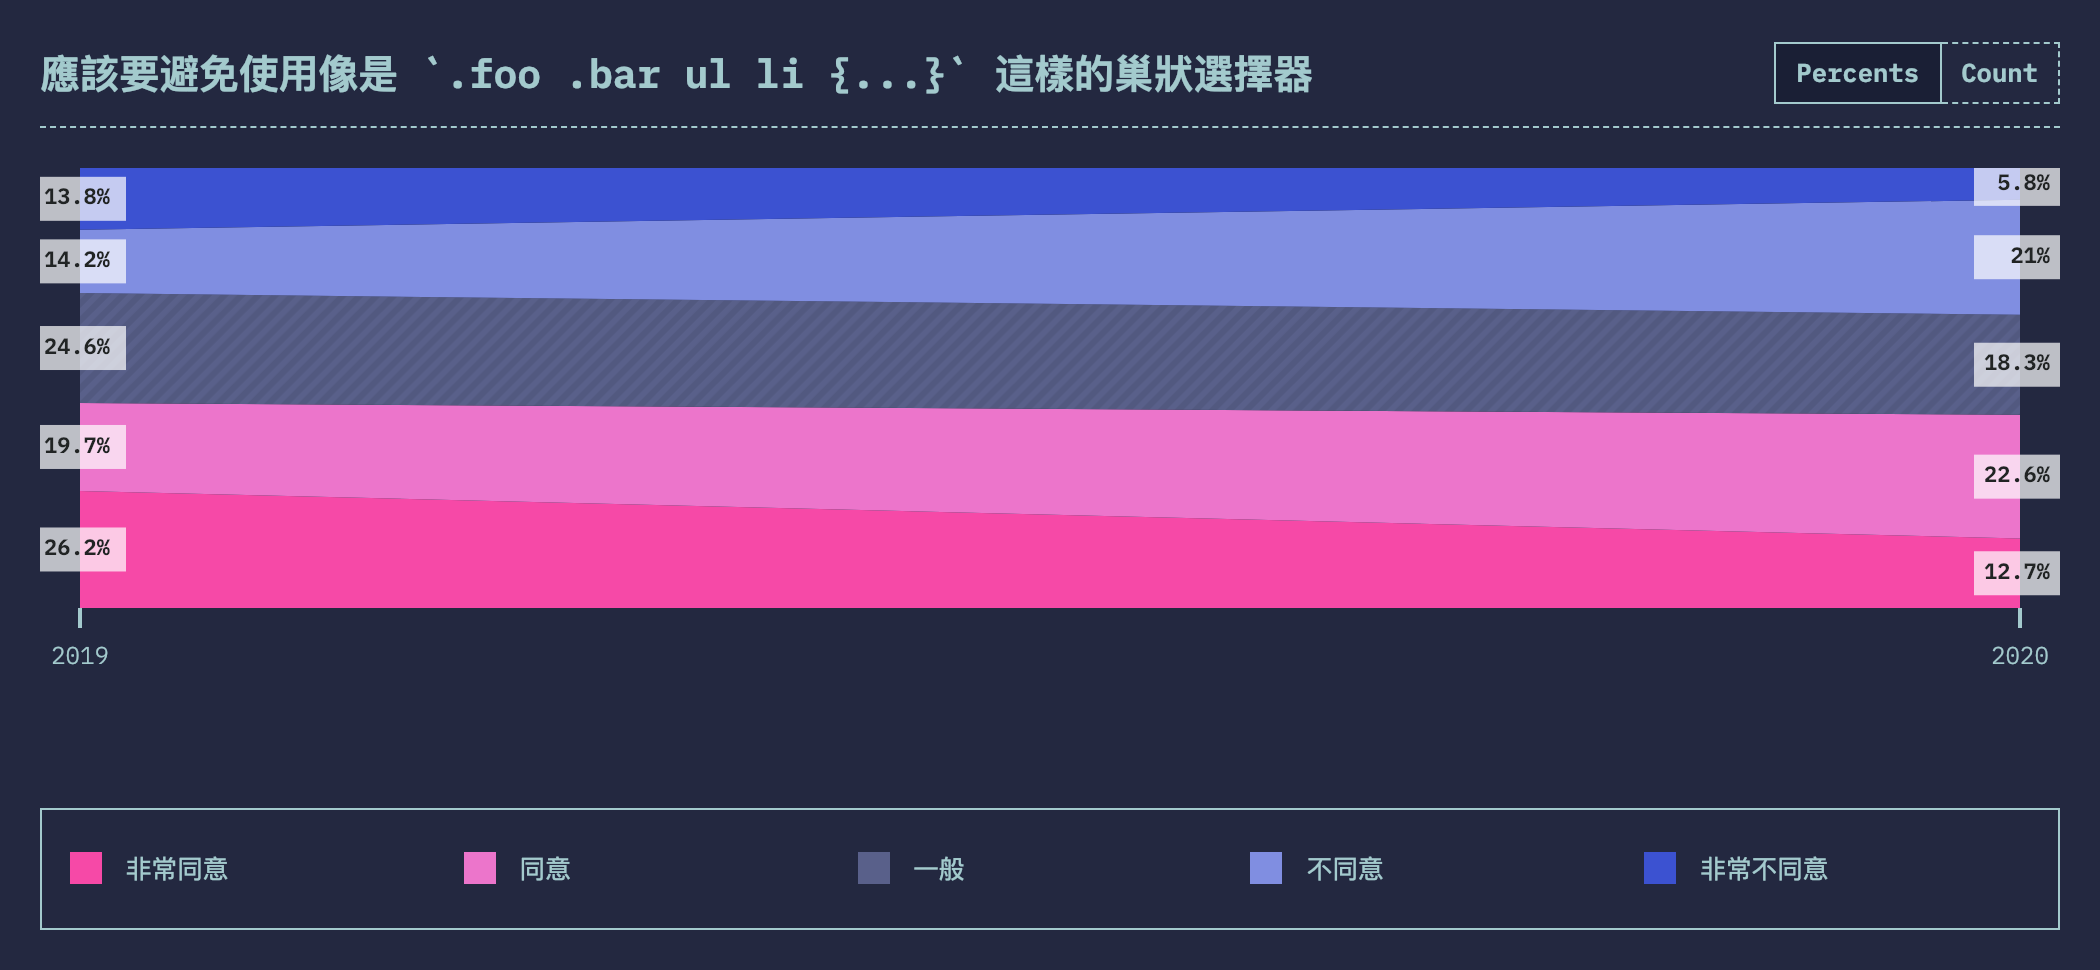 應該要避免使用像是 `.foo .bar ul li {...}` 這樣的巢狀選擇器
Percents Count
13.8% 5.8%
14.2% 21%
24.6% 18.3%
19.7% 22.6%
26.2% 12.7%
2019 2020
非常同意 同意 一般 不同意 非常不同意